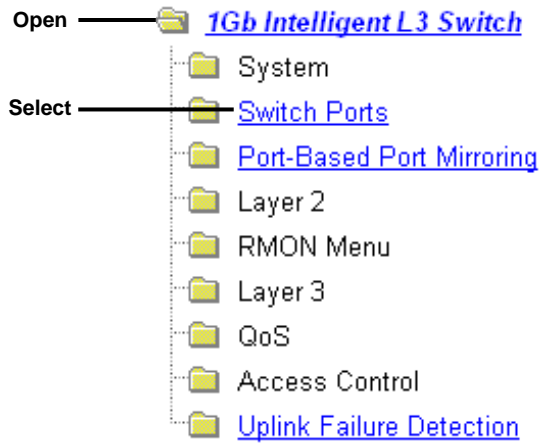 Open 1Gb Intelligent L3 Switch
System
Select Switch Ports
Port-Based Port Mirroring
Layer 2
RMON Menu
Layer 3
QoS
Access Control
Uplink Failure Detection